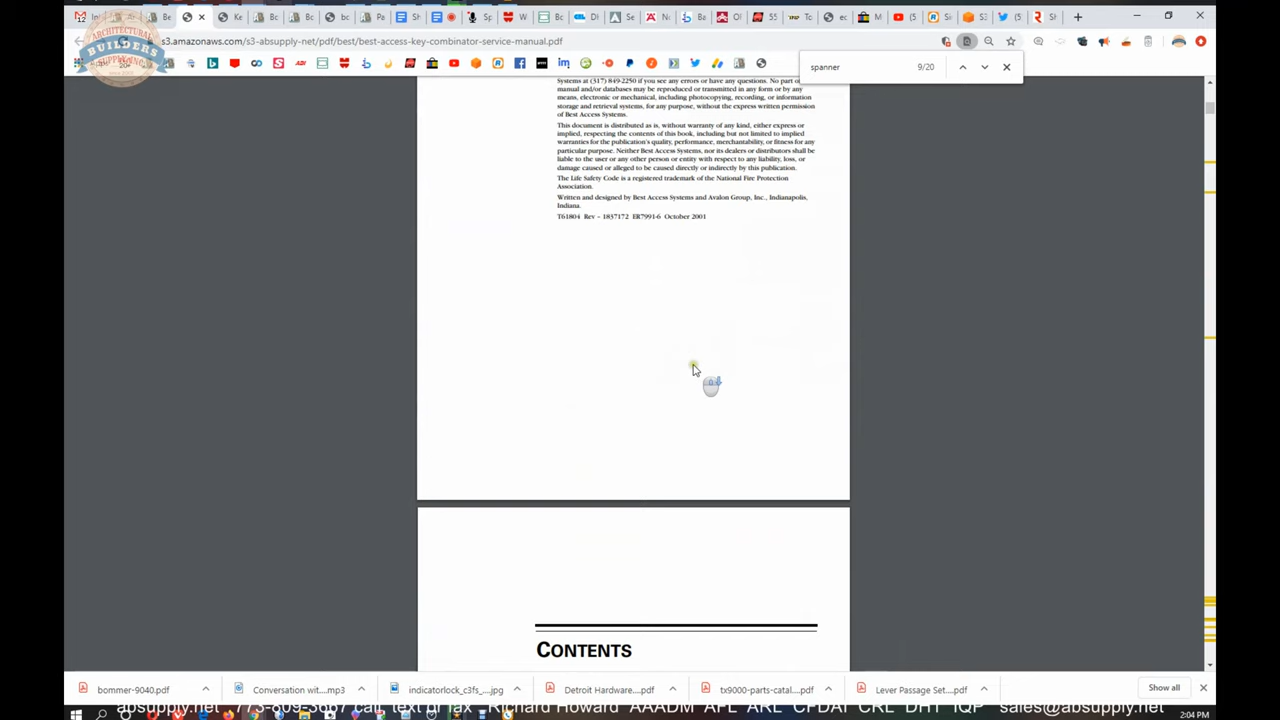 s3.amazonaws.com/s3-absupply-net/pdf/best/best-access-key-combinator-service-manual.pdf
spanner 9/20
ARCHITECTURAL
BUILDERS
SUPPLY INC.
Systems at (317) 849-2250 if you see any errors or have any questions. No part of this
manual and/or databases may be reproduced or transmitted in any form or by any
means, electronic or mechanical, including photocopying, recording, or information
storage and retrieval systems, for any purpose, without the express written permission
of Best Access Systems.
This document is distributed as is, without warranty of any kind, either express or
implied, respecting the contents of this book, including but not limited to implied
warranties for the publication's quality, performance, merchantability, or fitness for any
particular purpose. Neither Best Access Systems, nor its dealers or distributors shall be
liable to the user or any other person or entity with respect to any liability, loss, or
damage caused or alleged to be caused directly or indirectly by this publication.
The Life Safety Code is a registered trademark of the National Fire Protection
Association.
Written and designed by Best Access Systems and Avalon Group, Inc., Indianapolis,
Indiana.
T61804 Rev – 1837172 ER7991-6 October 2001
CONTENTS
bommer-9040.pdf
Conversation wit....mp3
indicatorlock_c3fs_....jpg
Detroit Hardware....pdf
tx9000-parts-catal....pdf
Lever Passage Set....pdf
Show all
absupply.net 773-809-3667 call text or fax Richard Howard AAADM AFL ARL CFDAI CRL DHT IQP sales@absupply.net
2:04 PM